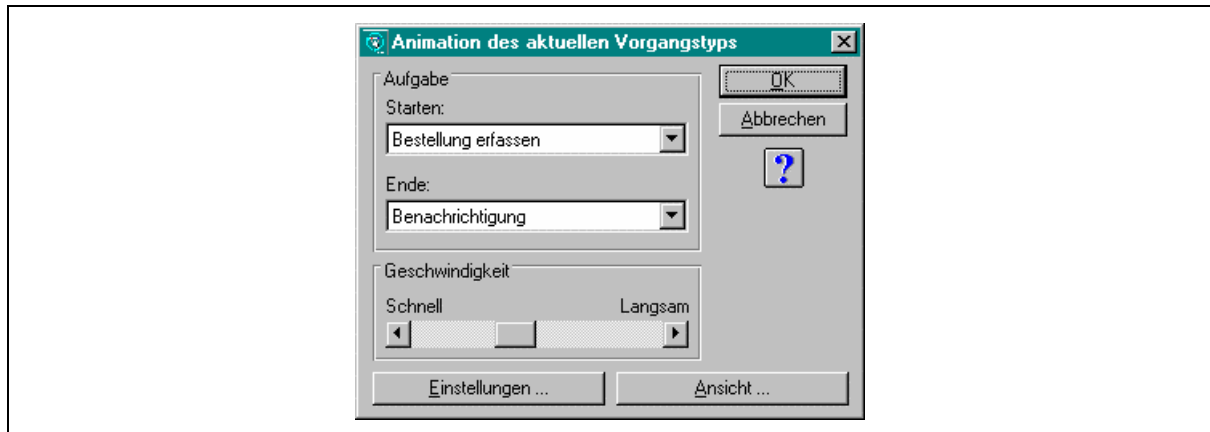 Animation des aktuellen Vorgangstyps
Aufgabe
Starten:
Bestellung erfassen
Ende:
Benachrichtigung
Geschwindigkeit
Schnell Langsam
OK
Abbrechen
?
Einstellungen ... Ansicht ...